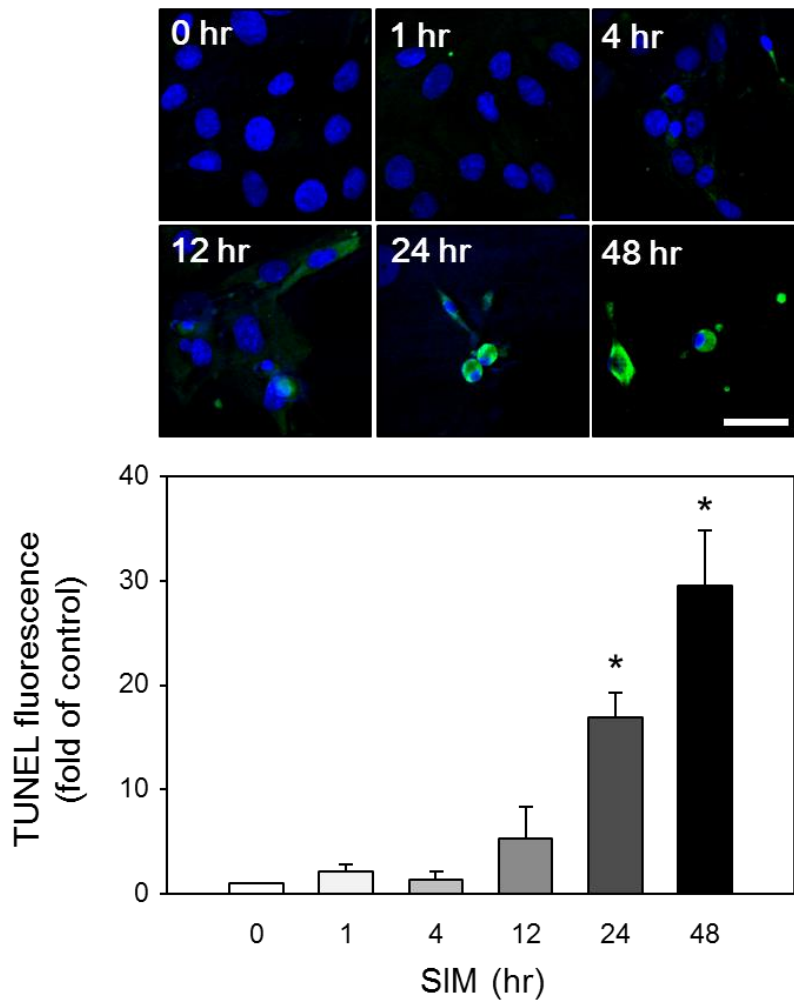 0 hr
1 hr
4 hr
12 hr
24 hr
48 hr
TUNEL fluorescence
(fold of control)
40
30
20
10
0
*
*
0 1 4 12 24 48
SIM (hr)